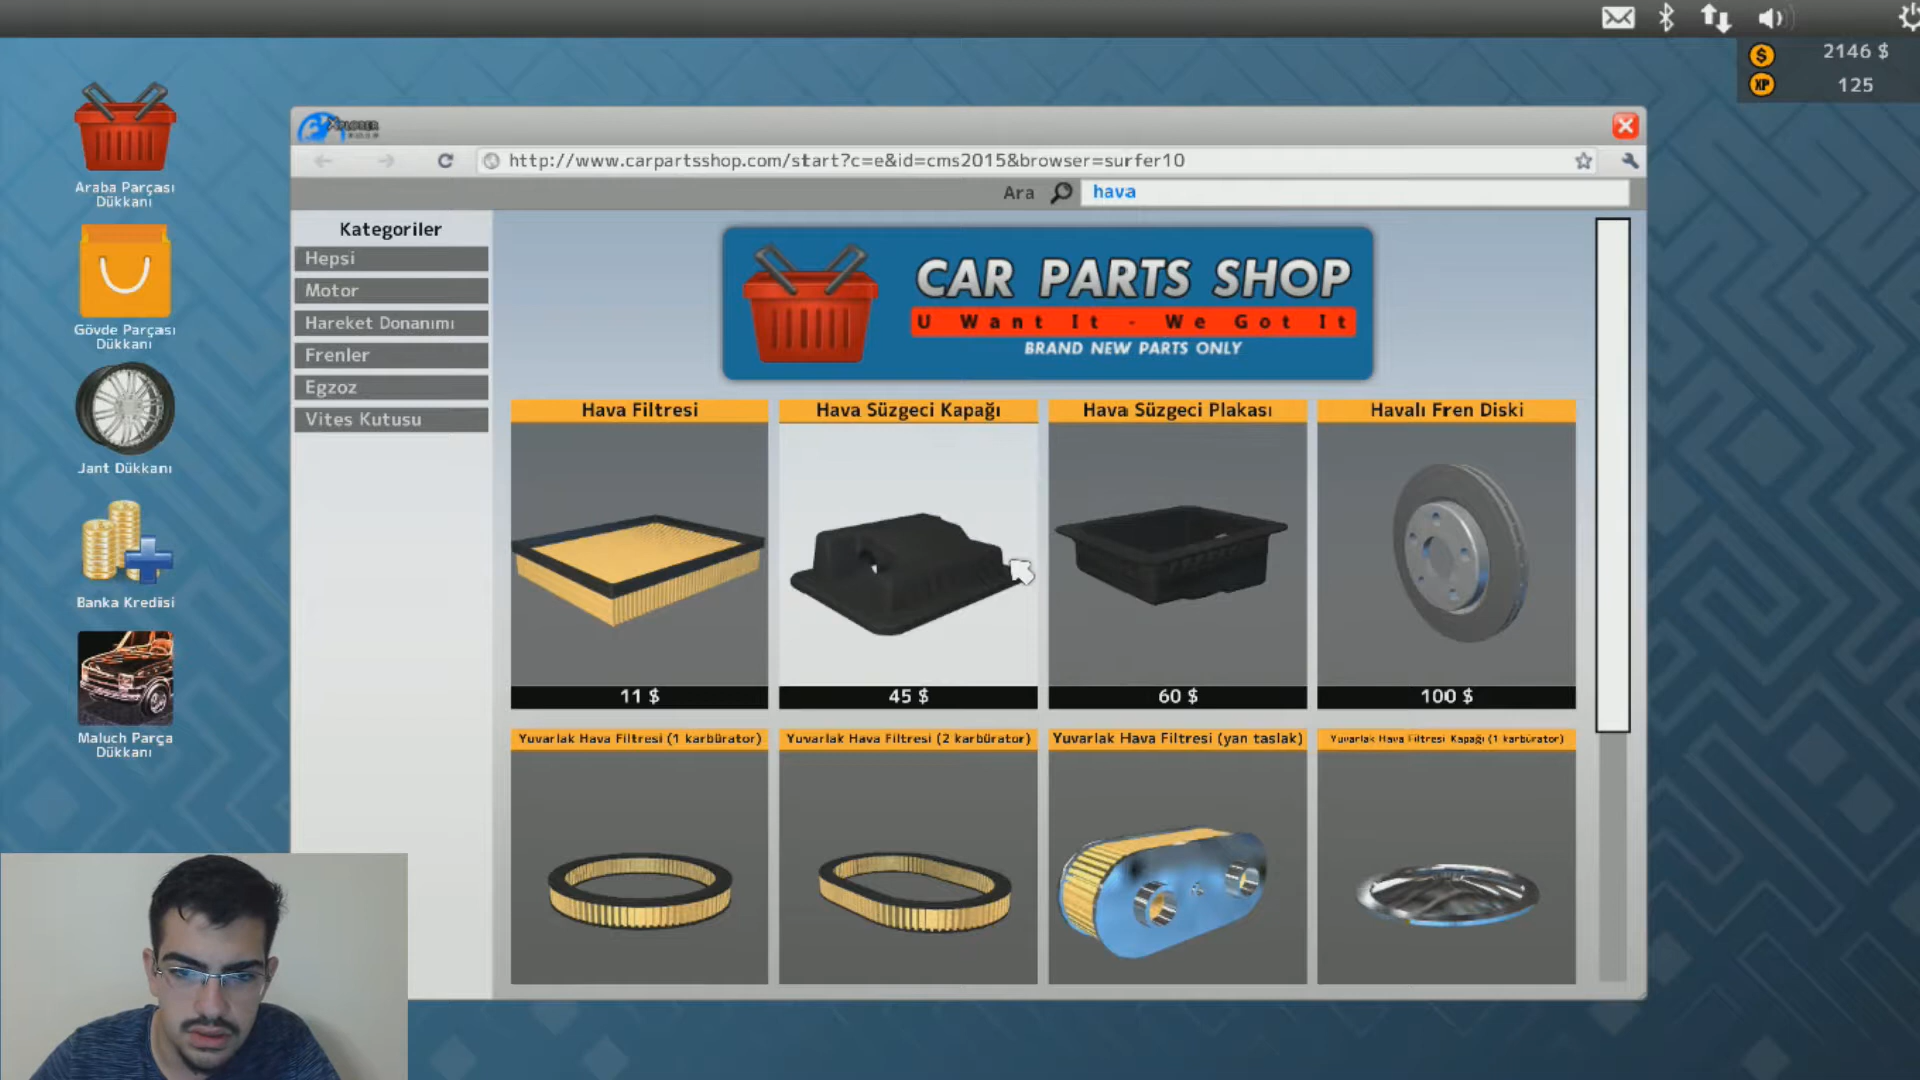 2146 $
XP
125
Araba Parçası
Dükkanı
Gövde Parçası
Dükkanı
Jant Dükkanı
Banka Kredisi
Maluch Parça
Dükkanı
http://www.carpartsshop.com/start?c=e&id=cms2015&browser=surfer10
Ara hava
Kategoriler
Hepsi
Motor
Hareket Donanımı
Frenler
Egzoz
Vites Kutusu
CAR PARTS SHOP
U Want It - We Got It
BRAND NEW PARTS ONLY
Hava Filtresi
11 $
Hava Süzgeci Kapağı
45 $
Hava Süzgeci Plakası
60 $
Havalı Fren Diski
100 $
Yuvarlak Hava Filtresi (1 karbürator)
Yuvarlak Hava Filtresi (2 karbürator)
Yuvarlak Hava Filtresi (yan taslak)
Yuvarlak Hava Filtresi Kapağı (1 karbürator)